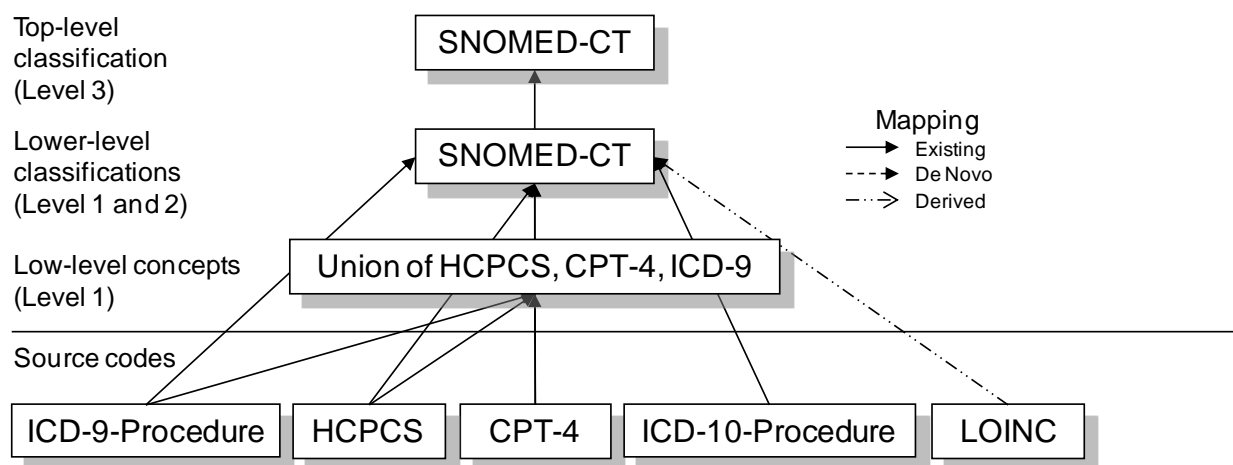 Top-level
classification
(Level 3)
SNOMED-CT
Lower-level
classifications
(Level 1 and 2)
SNOMED-CT
Mapping
Existing
De Novo
Derived
Low-level concepts
(Level 1)
Union of HCPCS, CPT-4, ICD-9
Source codes
ICD-9-Procedure
HCPCS
CPT-4
ICD-10-Procedure
LOINC